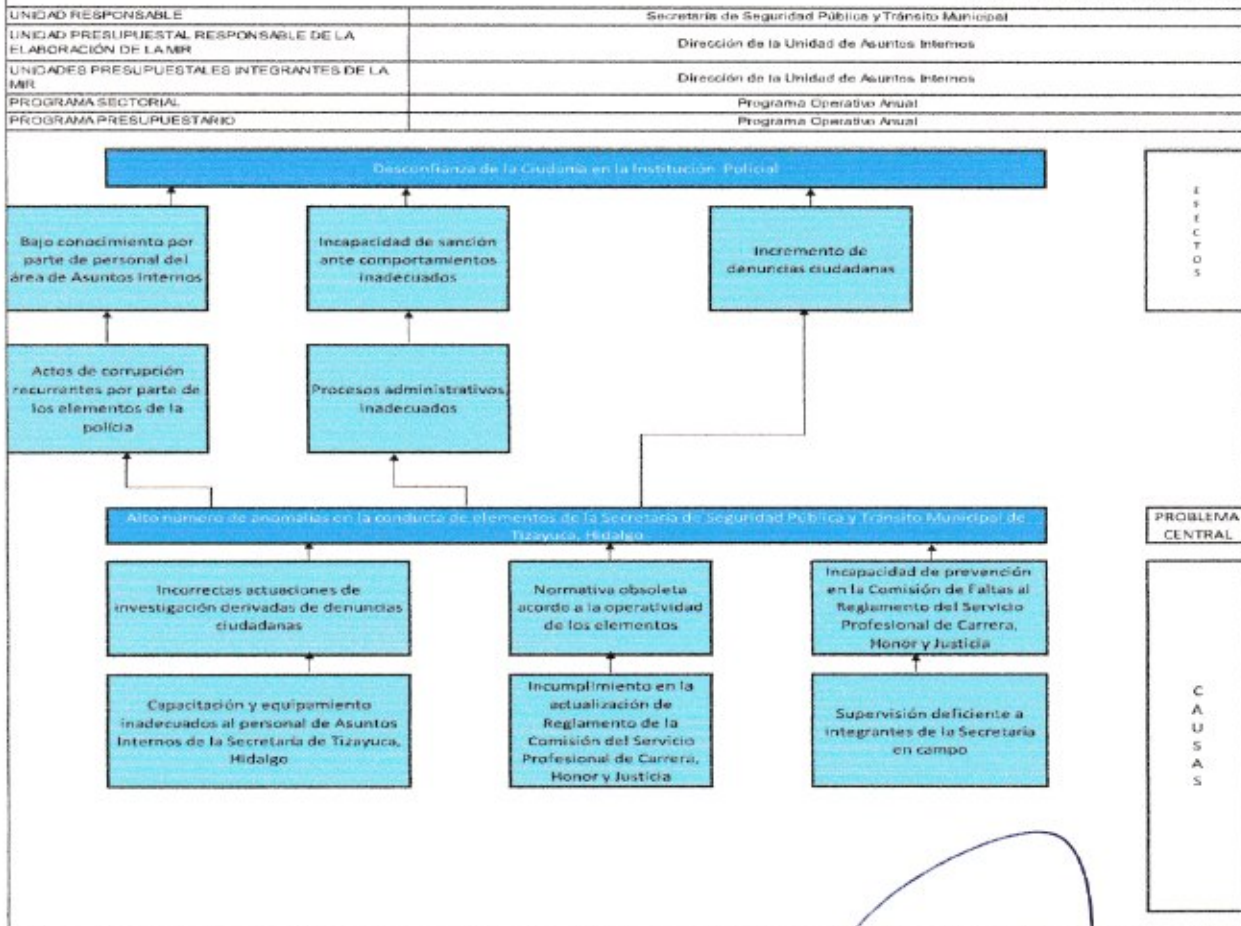 UNIDAD RESPONSABLE
Secretaría de Seguridad Pública y Tránsito Municipal
UNIDAD PRESUPUESTAL RESPONSABLE DE LA
ELABORACIÓN DE LA MIR
Dirección de la Unidad de Asuntos Internos
UNIDADES PRESUPUESTALES INTEGRANTES DE LA
MIR
Dirección de la Unidad de Asuntos Internos
PROGRAMA SECTORIAL
Programa Operativo Anual
PROGRAMA PRESUPUESTARIO
Programa Operativo Anual
Desconfianza de la Ciudanía en la Institución Policial
Bajo conocimiento por
parte de personal del
área de Asuntos Internos
Incapacidad de sanción
ante comportamientos
inadecuados
Incremento de
denuncias ciudadanas
E
F
E
C
T
O
S
Actos de corrupción
recurrentes por parte de
los elementos de la
polícia
Procesos administrativos
inadecuados
Alto número de anomalías en la conducta de elementos de la Secretaría de Seguridad Pública y Tránsito Municipal de
Tizayuca, Hidalgo
PROBLEMA
CENTRAL
Incorrectas actuaciones de
investigación derivadas de denuncias
ciudadanas
Normativa obsoleta
acordo a la operatividad
de los elementos
Incapacidad de prevención
en la Comisión de Faltas al
Reglamento del Servicio
Profesional de Carrera,
Honor y Justicia
Capacitación y equipamiento
inadecuados al personal de Asuntos
Internos de la Secretaría de Tizayuca,
Hidalgo
Incumplimiento en la
actualización de
Reglamento de la
Comisión del Servicio
Profesional de Carrera,
Honor y Justicia
Supervisión deficiente a
integrantes de la Secretaría
en campo
C
A
U
S
A
S